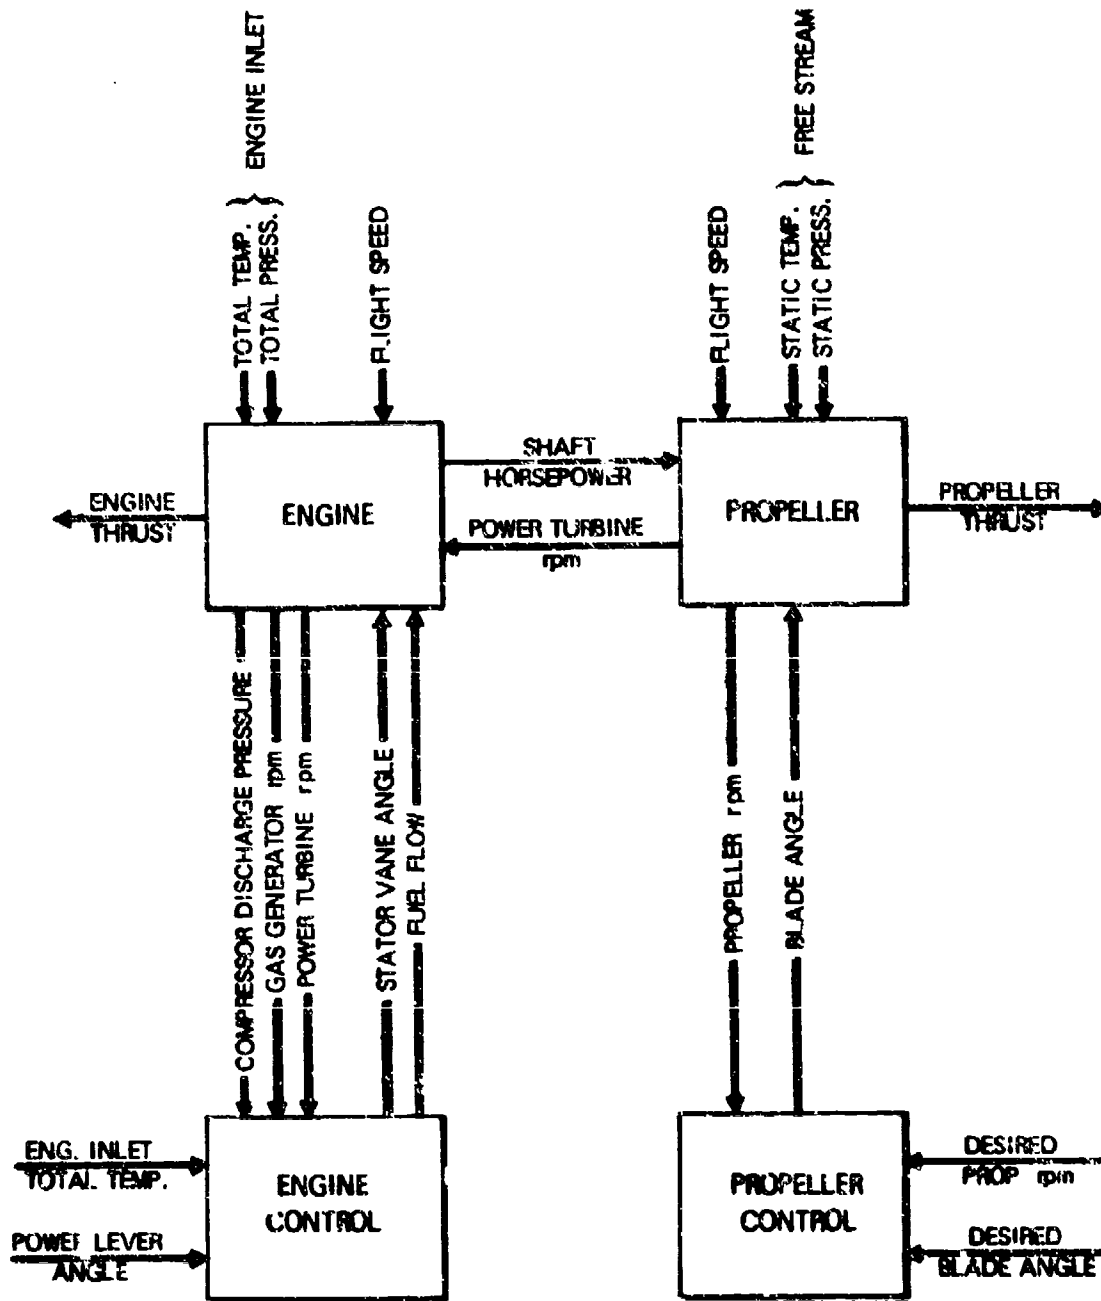 ENGINE INLET
TOTAL TEMP.
TOTAL PRESS.
FLIGHT SPEED
FLIGHT SPEED
FREE STREAM
STATIC TEMP.
STATIC PRESS.
ENGINE
THRUST
ENGINE
SHAFT
HORSEPOWER
POWER TURBINE
rpm
PROPELLER
PROPELLER
THRUST
COMPRESSOR DISCHARGE PRESSURE
GAS GENERATOR rpm
POWER TURBINE rpm
STATOR VANE ANGLE
FUEL FLOW
PROPELLER rpm
BLADE ANGLE
ENG. INLET
TOTAL TEMP.
POWER LEVER
ANGLE
ENGINE
CONTROL
PROPELLER
CONTROL
DESIRED
PROP rpm
DESIRED
BLADE ANGLE